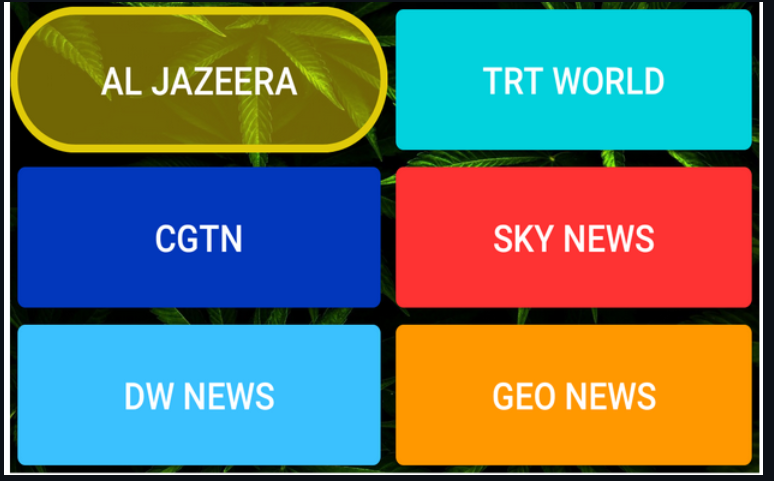 AL JAZEERA
TRT WORLD
CGTN
SKY NEWS
DW NEWS
GEO NEWS